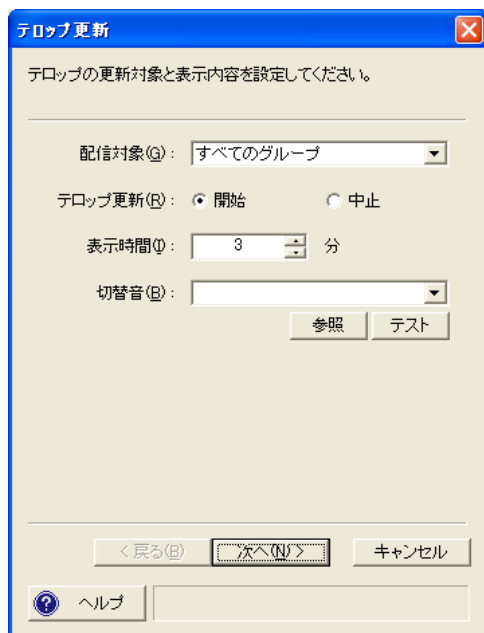 テロップ更新
テロップの更新対象と表示内容を設定してください。
配信対象(G)： すべてのグループ
テロップ更新(R)： 開始 中止
表示時間(I)： 3 分
切替音(B)：
参照 テスト
< 戻る(B) 次へ(N) > キャンセル
? ヘルプ